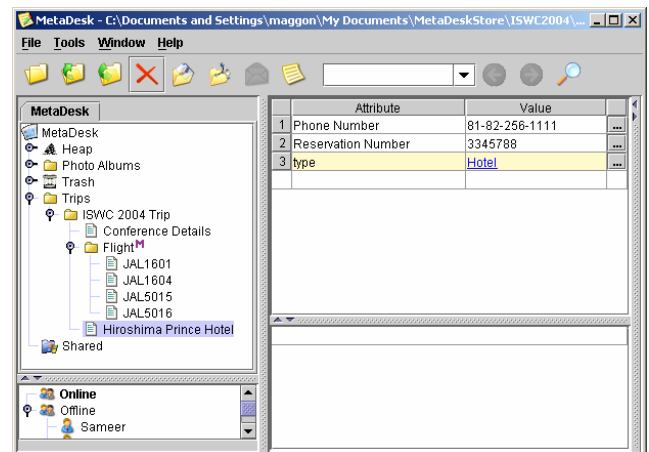 MetaDesk - C:\Documents and Settings\maggon\My Documents\MetaDeskStore\ISWC2004\...
File Tools Window Help
MetaDesk
MetaDesk
Heap
Photo Albums
Trash
Trips
ISWC 2004 Trip
Conference Details
Flight M
JAL1601
JAL1604
JAL5015
JAL5016
Hiroshima Prince Hotel
Shared
Online
Offline
Sameer
Attribute Value
1 Phone Number 81-82-256-1111 ...
2 Reservation Number 3345788 ...
3 type Hotel ...